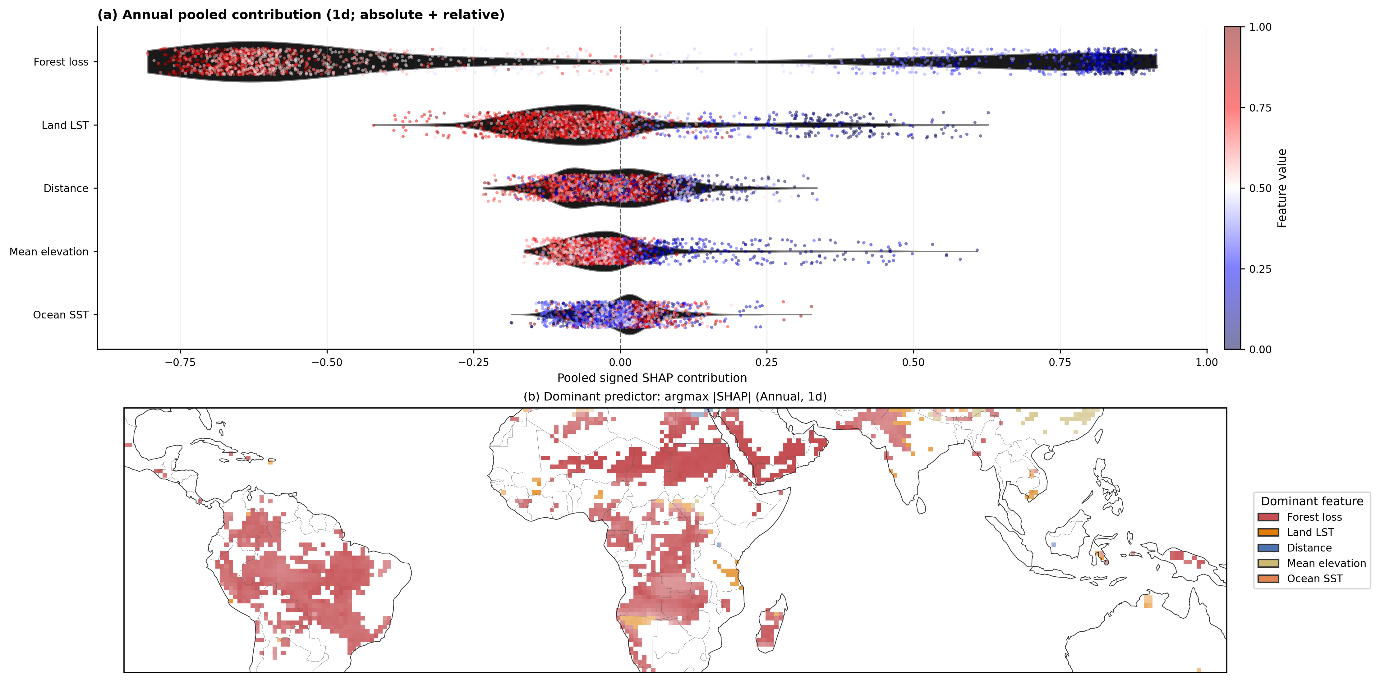 (a) Annual pooled contribution (1d; absolute + relative)
Forest loss
Land LST
Distance
Mean elevation
Ocean SST
−0.75
−0.50
−0.25
0.00
0.25
0.50
0.75
1.00
Pooled signed SHAP contribution
1.00
0.75
0.50
0.25
0.00
Feature value
(b) Dominant predictor: argmax |SHAP| (Annual, 1d)
Dominant feature
Forest loss
Land LST
Distance
Mean elevation
Ocean SST